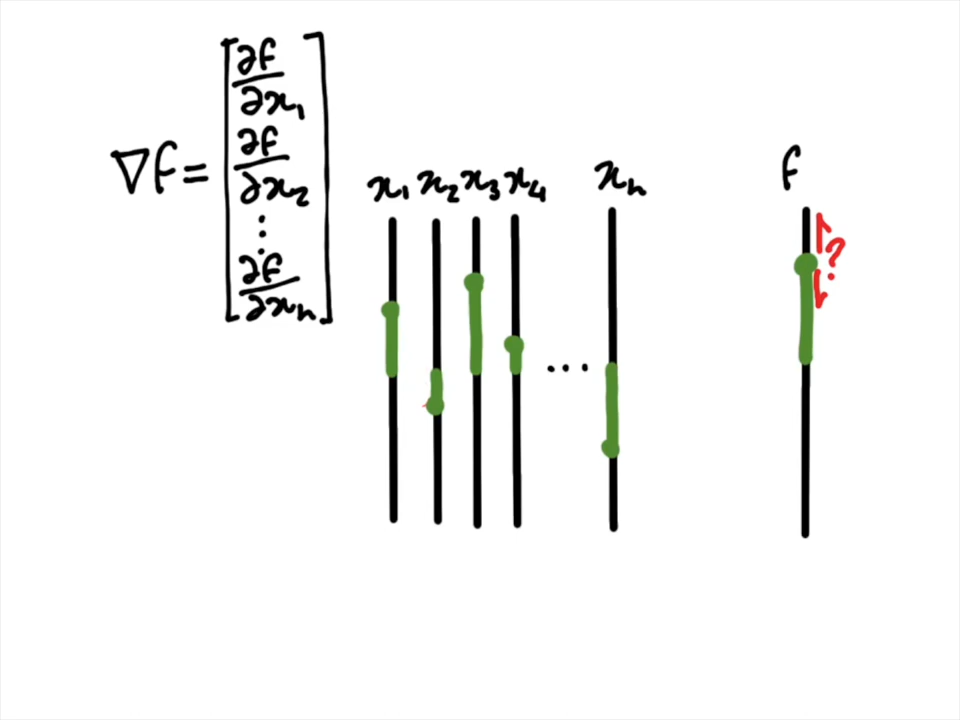 ∇f = [∂f/∂x₁
∂f/∂x₂
⋮
∂f/∂xₙ]
x₁ x₂ x₃ x₄ ... xₙ f
?